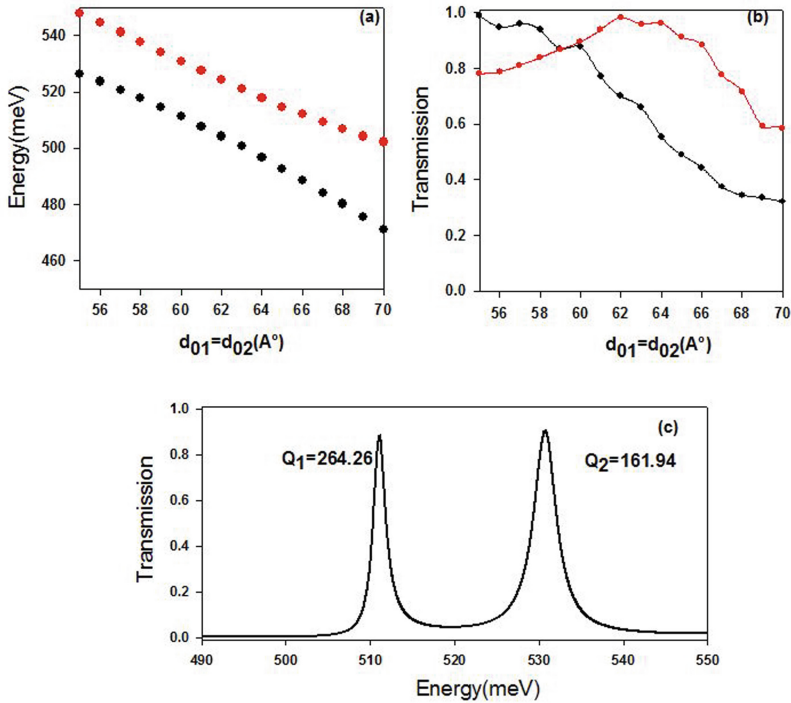 (a)
540
520
500
480
460
Energy(meV)
56 58 60 62 64 66 68 70
d01=d02(A°)
(b)
1.0
0.8
0.6
0.4
0.2
0.0
Transmission
56 58 60 62 64 66 68 70
d01=d02(A°)
(c)
1.0
0.8
0.6
0.4
0.2
0.0
Transmission
Q1=264.26
Q2=161.94
490 500 510 520 530 540 550
Energy(meV)